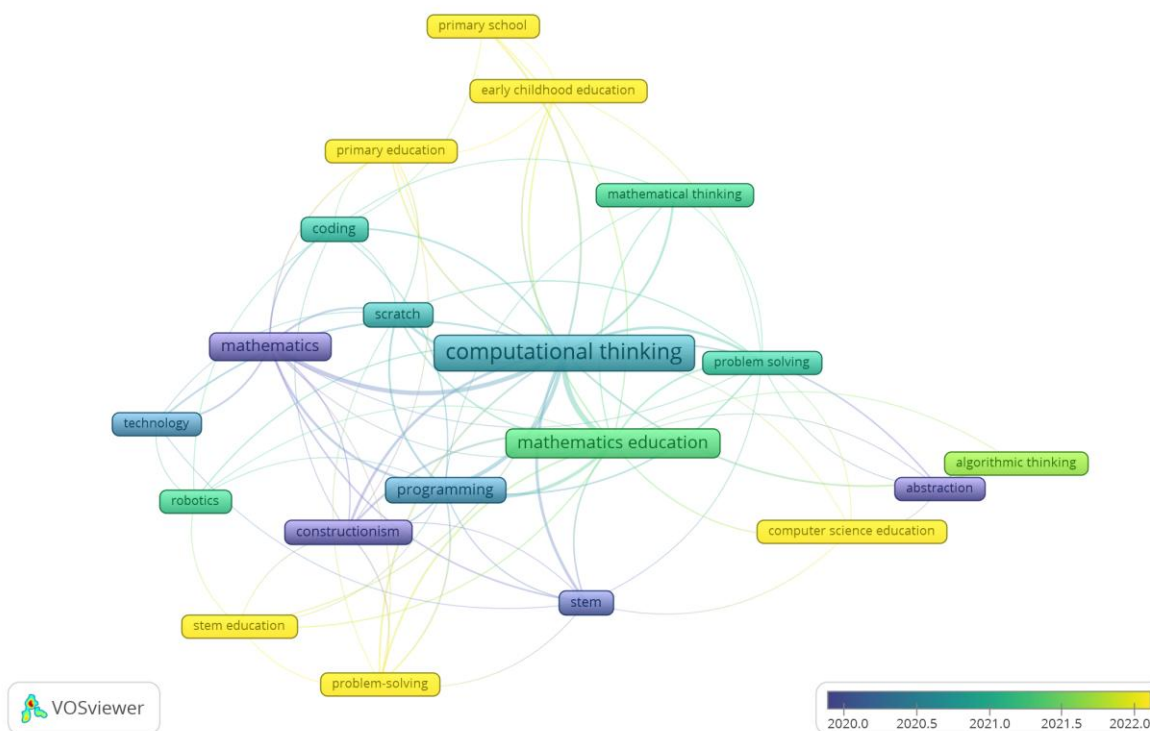 primary school
early childhood education
primary education
mathematical thinking
coding
scratch
mathematics
computational thinking
problem solving
technology
mathematics education
algorithmic thinking
programming
abstraction
robotics
constructionism
computer science education
stem
stem education
problem-solving
VOSviewer
2020.0 2020.5 2021.0 2021.5 2022.0